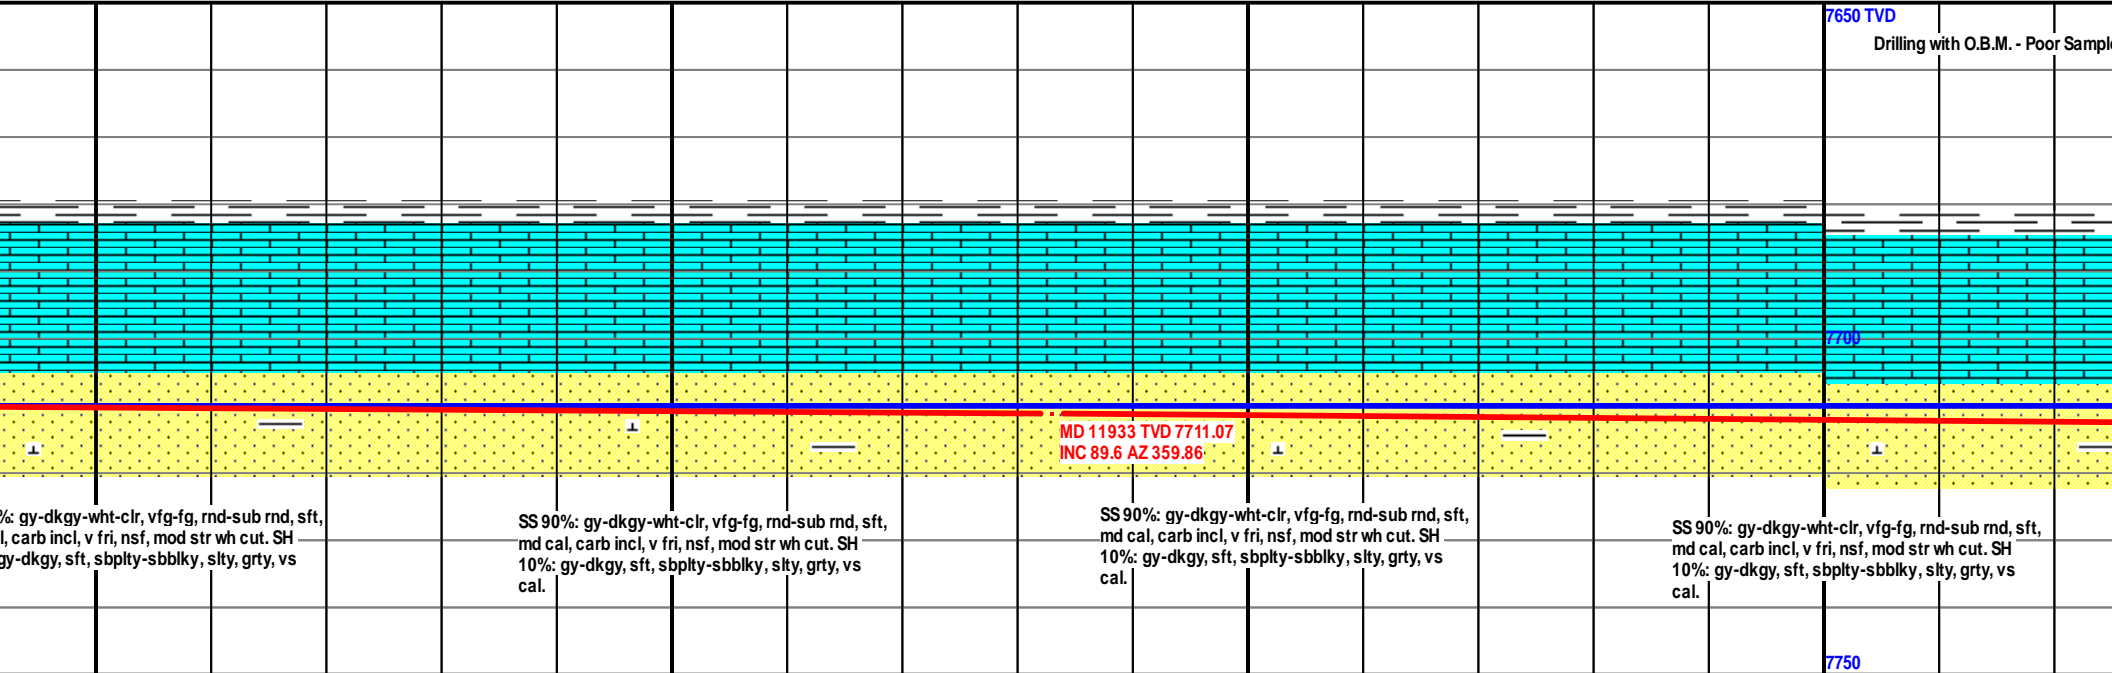 7650 TVD
Drilling with O.B.M. - Poor Sample
7700
MD 11933 TVD 7711.07
INC 89.6 AZ 359.86
%: gy-dkgy-wht-clr, vfg-fg, rnd-sub rnd, sft,
l, carb incl, v fri, nsf, mod str wh cut. SH
gy-dkgy, sft, sbplty-sbblky, slty, grty, vs
SS 90%: gy-dkgy-wht-clr, vfg-fg, rnd-sub rnd, sft,
md cal, carb incl, v fri, nsf, mod str wh cut. SH
10%: gy-dkgy, sft, sbplty-sbblky, slty, grty, vs
cal.
SS 90%: gy-dkgy-wht-clr, vfg-fg, rnd-sub rnd, sft,
md cal, carb incl, v fri, nsf, mod str wh cut. SH
10%: gy-dkgy, sft, sbplty-sbblky, slty, grty, vs
cal.
SS 90%: gy-dkgy-wht-clr, vfg-fg, rnd-sub rnd, sft,
md cal, carb incl, v fri, nsf, mod str wh cut. SH
10%: gy-dkgy, sft, sbplty-sbblky, slty, grty, vs
cal.
7750